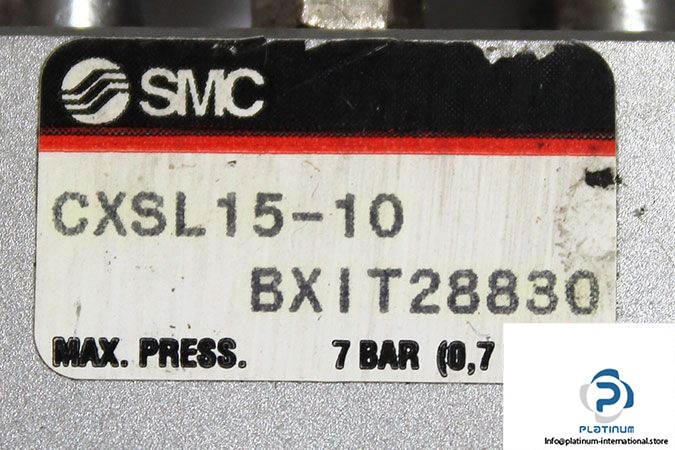 SMC
CXSL15-10
BXIT28830
MAX. PRESS. 7 BAR (0,7
PLATINUM
Info@platinum-international.store